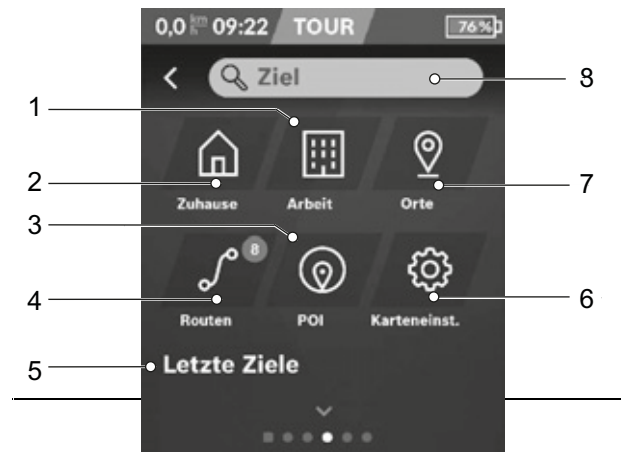 0,0 km/h 09:22 TOUR 76%
Ziel
8
1
2
7
Zuhause Arbeit Orte
3
8
4
6
Routen POI Karteneinst.
5
Letzte Ziele